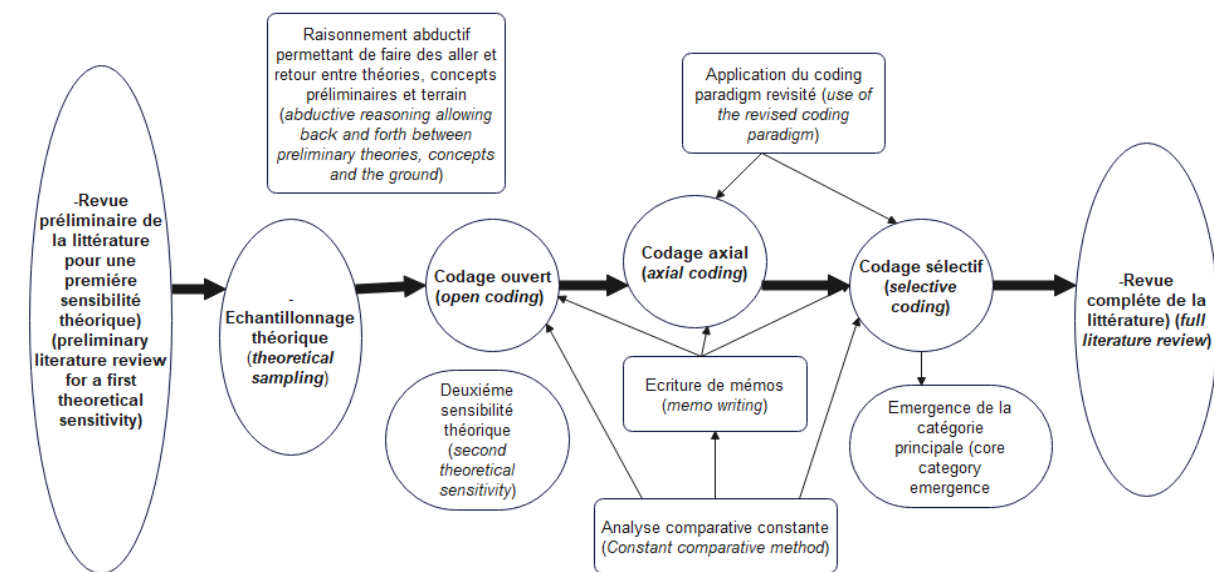 Raisonnement abductif
permettant de faire des aller et
retour entre théories, concepts
préliminaires et terrain
(abductive reasoning allowing
back and forth between
preliminary theories, concepts
and the ground)
Application du coding
paradigm revisité (use of
the revised coding
paradigm)
-Revue
préliminaire de
la littérature
pour une
premiére
sensibilité
théorique)
(preliminary
literature review
for a first
theoretical
sensitivity)
-
Echantillonnage
théorique
(theoretical
sampling)
Codage ouvert
(open coding)
Codage axial
(axial coding)
Codage sélectif
(selective
coding)
-Revue
compléte de la
littérature) (full
literature review)
Deuxiéme
sensibilité
théorique
(second
theoretical
sensitivity)
Ecriture de mémos
(memo writing)
Emergence de la
catégorie
principale (core
category
emergence
Analyse comparative constante
(Constant comparative method)